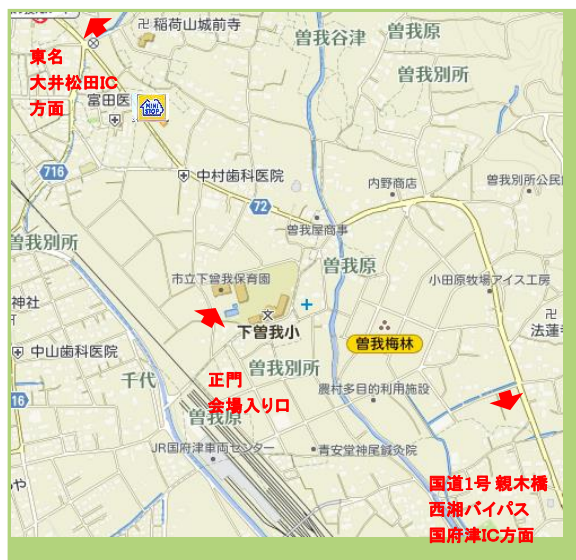 卍 稲荷山城前寺
曽我谷津
曽我原
曽我別所
東名
大井松田IC
方面
富田医
MINI
STOP
716
中村歯科医院
内野商店
曽我別所公民
72
曽我屋商事
曽我別所
曽我原
市立下曽我保育園
小田原牧場アイス工房
神社
卍
法蓮寺
下曽我小
曽我梅林
中山歯科医院
千代
正門
会場入り口
曽我別所
農村多目的利用施設
16
曽我原
JR国府津車両センター
青安堂神尾鍼灸院
や
国道1号 親木橋
西湘バイパス
国府津IC方面